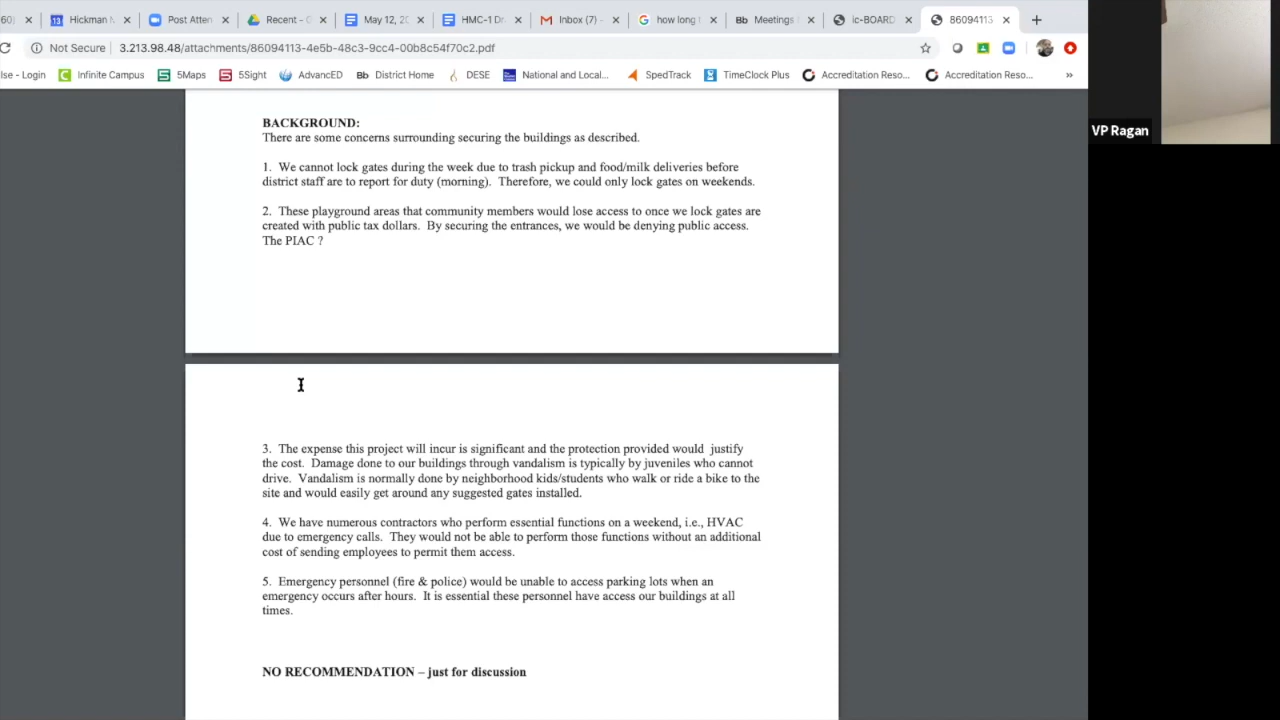 60)
Hickman M
Post Atten
Recent - G
May 12, 20
HMC-1 Dr
Inbox (7) -
how long
Meetings
ic-BOARD
86094113
Not Secure
3.213.98.48/attachments/86094113-4e5b-48c3-9cc4-00b8c54f70c2.pdf
lse - Login
Infinite Campus
5Maps
5Sight
AdvancED
Bb District Home
DESE
National and Local...
SpedTrack
TimeClock Plus
Accreditation Reso...
Accreditation Reso...
VP Ragan
BACKGROUND:
There are some concerns surrounding securing the buildings as described.
1. We cannot lock gates during the week due to trash pickup and food/milk deliveries before
district staff are to report for duty (morning). Therefore, we could only lock gates on weekends.
2. These playground areas that community members would lose access to once we lock gates are
created with public tax dollars. By securing the entrances, we would be denying public access.
The PIAC ?
3. The expense this project will incur is significant and the protection provided would justify
the cost. Damage done to our buildings through vandalism is typically by juveniles who cannot
drive. Vandalism is normally done by neighborhood kids/students who walk or ride a bike to the
site and would easily get around any suggested gates installed.
4. We have numerous contractors who perform essential functions on a weekend, i.e., HVAC
due to emergency calls. They would not be able to perform those functions without an additional
cost of sending employees to permit them access.
5. Emergency personnel (fire & police) would be unable to access parking lots when an
emergency occurs after hours. It is essential these personnel have access our buildings at all
times.
NO RECOMMENDATION – just for discussion